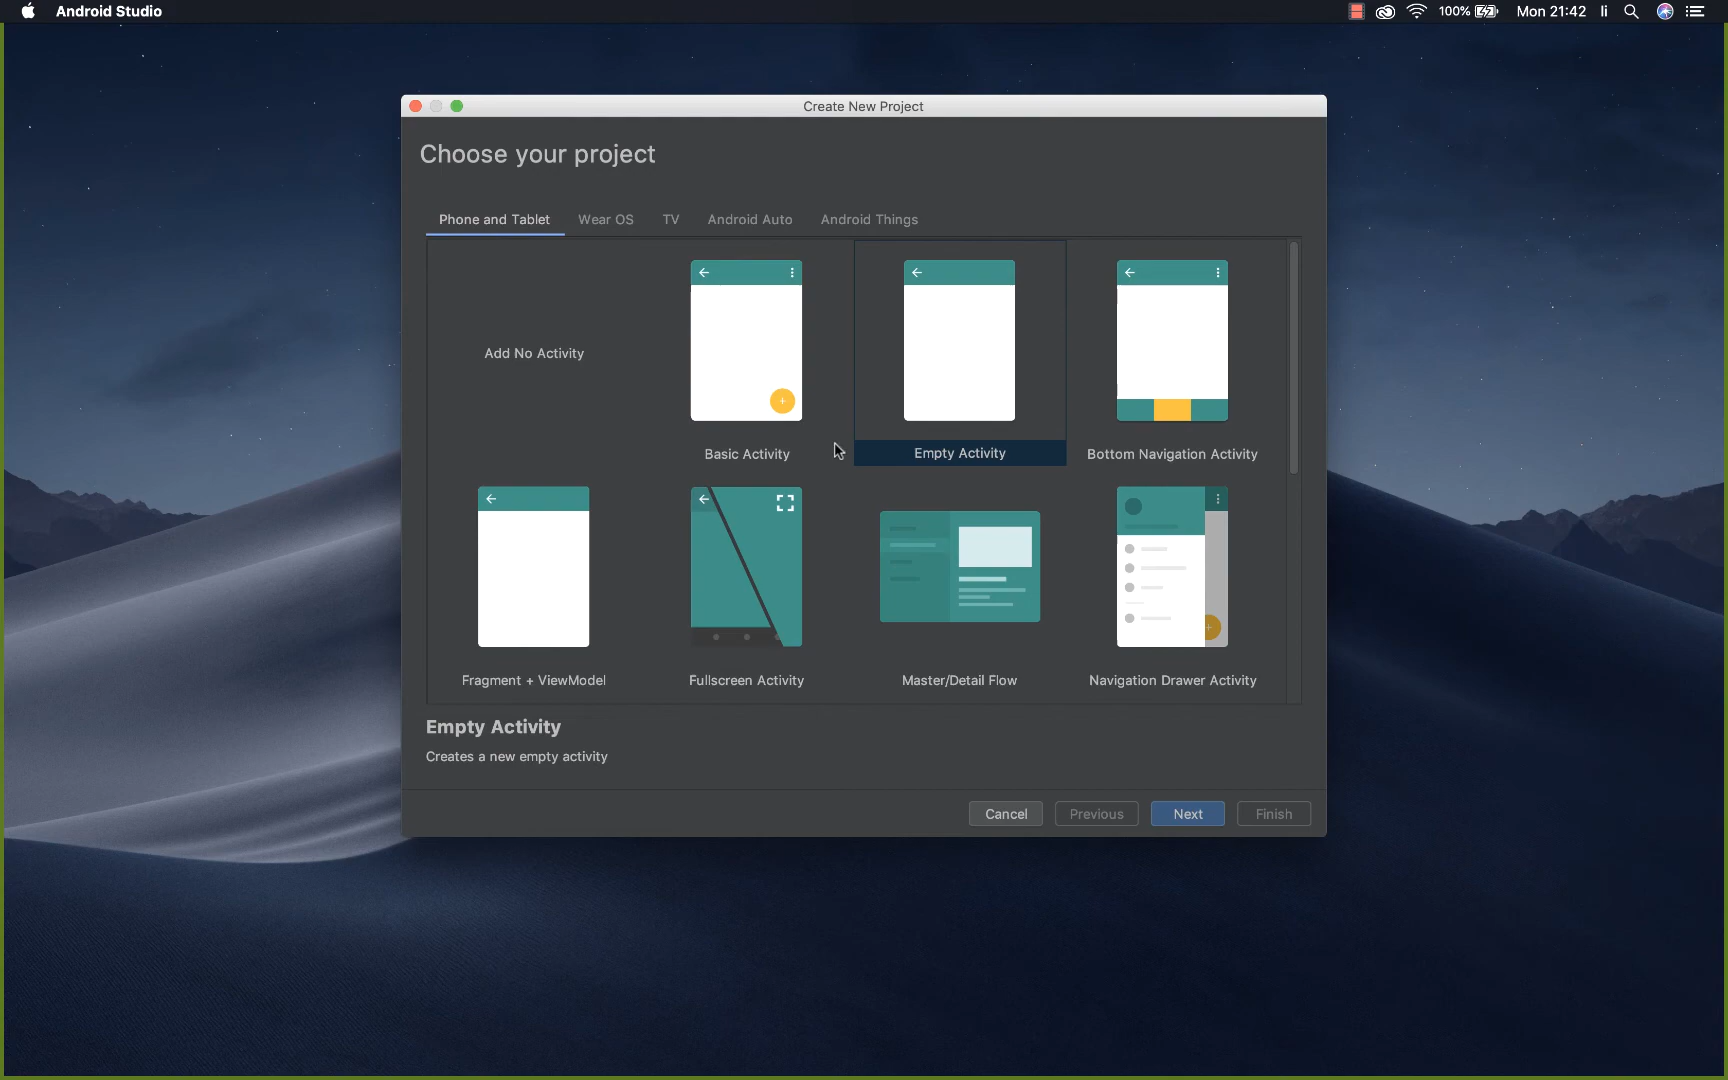 Android Studio
100%
Mon 21:42
li
Create New Project
Choose your project
Phone and Tablet
Wear OS
TV
Android Auto
Android Things
Add No Activity
Basic Activity
Empty Activity
Bottom Navigation Activity
Fragment + ViewModel
Fullscreen Activity
Master/Detail Flow
Navigation Drawer Activity
Empty Activity
Creates a new empty activity
Cancel
Previous
Next
Finish